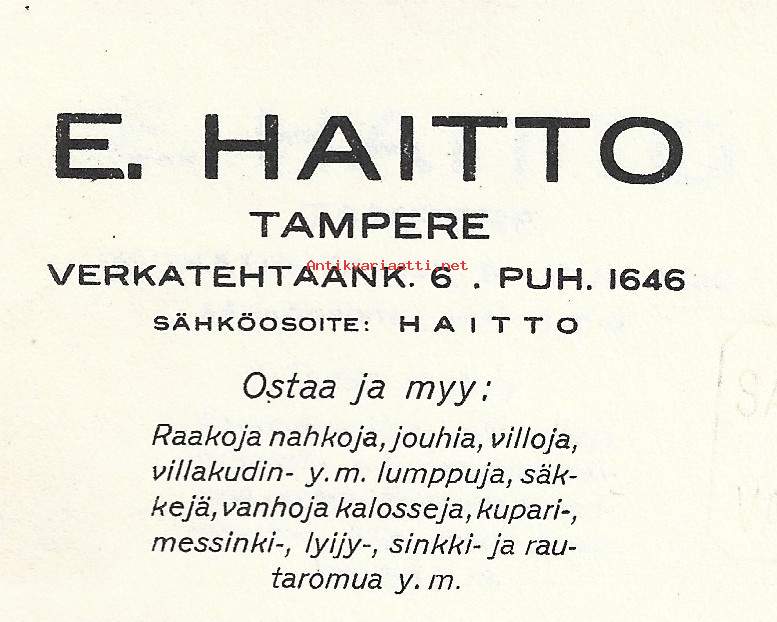 E. HAITTO
TAMPERE
Antikvariaatti.net
VERKATEHTAANK. 6 . PUH. 1646
SÄHKÖOSOITE: HAITTO
Ostaa ja myy:
Raakoja nahkoja, jouhia, villoja,
villakudin- y.m. lumppuja, säk-
kejä, vanhoja kalosseja, kupari-,
messinki-, lyijy-, sinkki- ja rau-
taromua y.m.